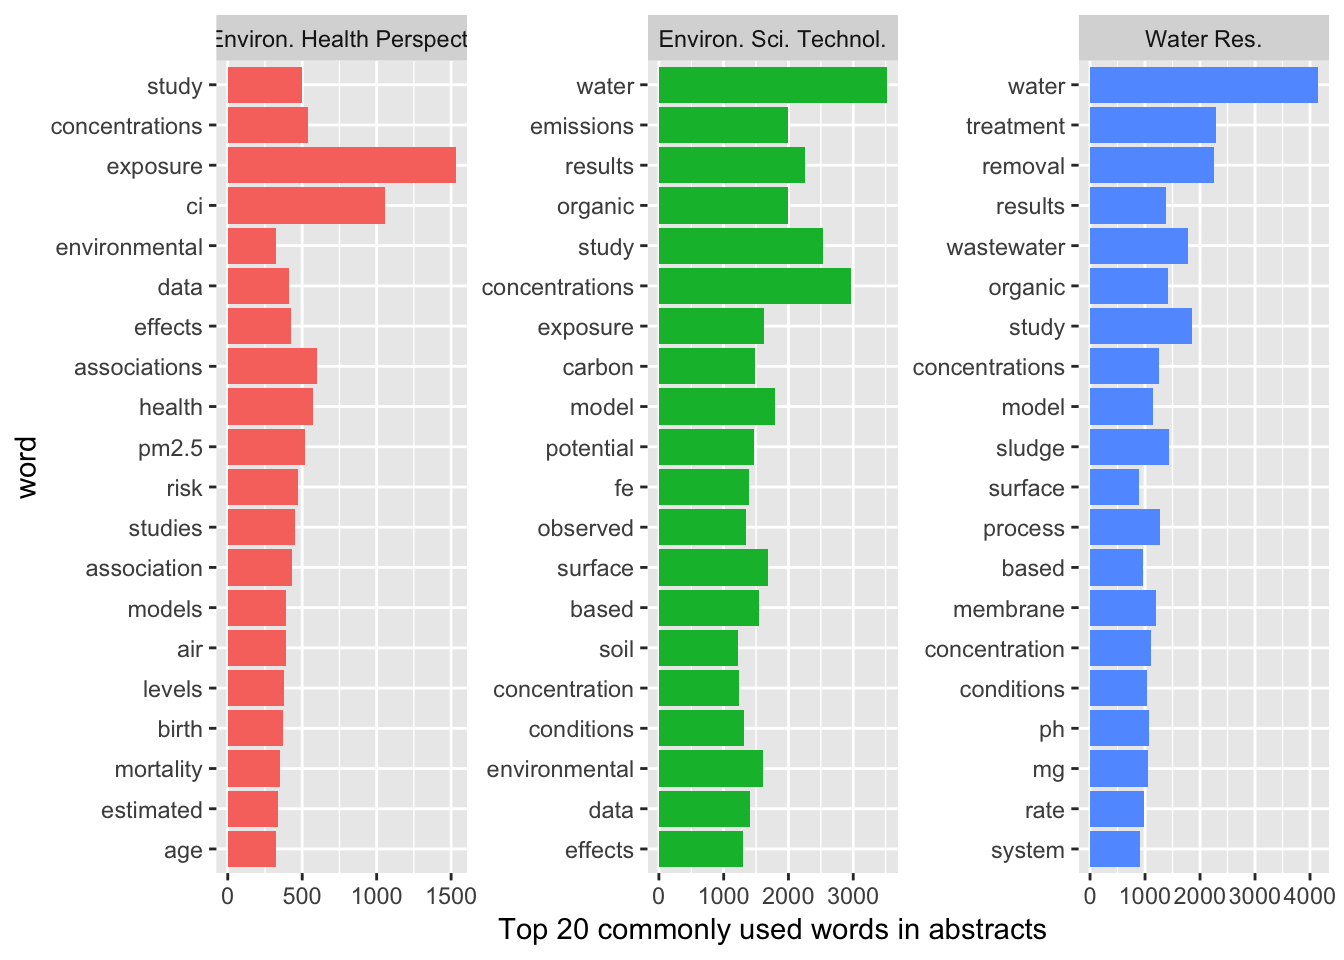 Environ. Health Perspect.
study
concentrations
exposure
ci
environmental
data
effects
associations
health
pm2.5
risk
studies
association
models
air
levels
birth
mortality
estimated
age
0 500 1000 1500
Environ. Sci. Technol.
water
emissions
results
organic
study
concentrations
exposure
carbon
model
potential
fe
observed
surface
based
soil
concentration
conditions
environmental
data
effects
0 1000 2000 3000
Water Res.
water
treatment
removal
results
wastewater
organic
study
concentrations
model
sludge
surface
process
based
membrane
concentration
conditions
ph
mg
rate
system
0 1000 2000 3000 4000
word
Top 20 commonly used words in abstracts